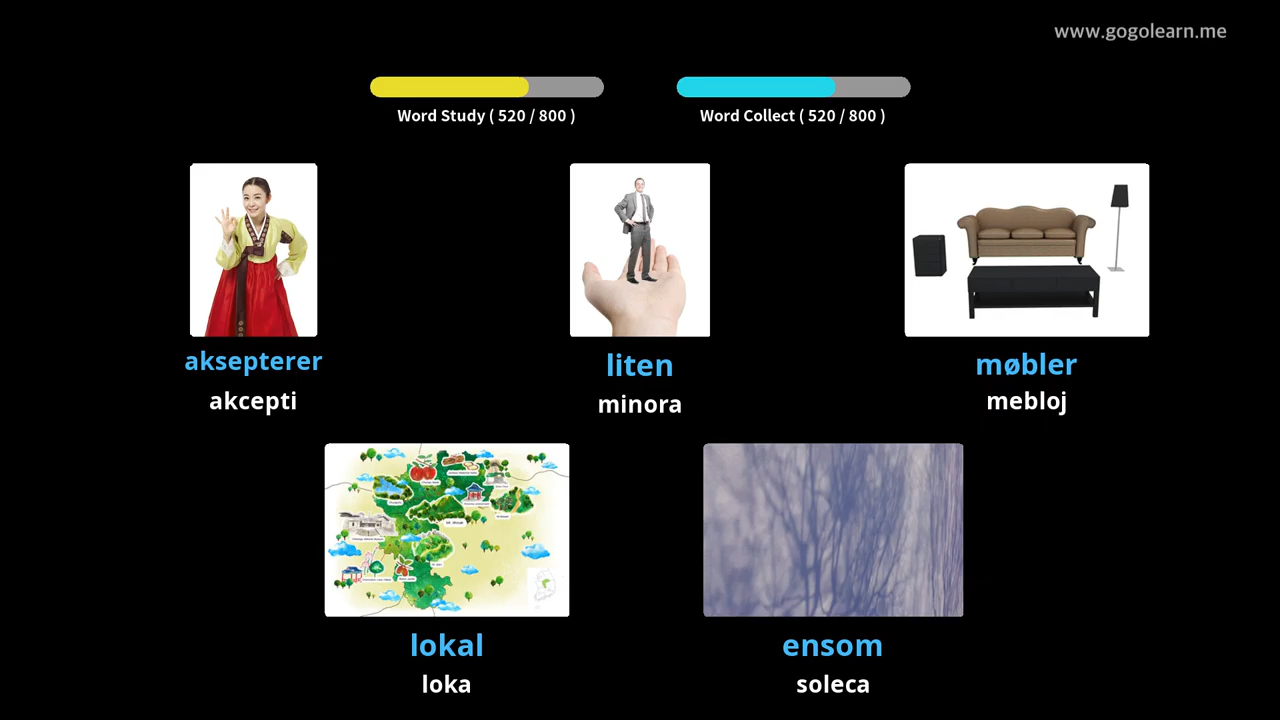 www.gogolearn.me
Word Study ( 520 / 800 )
Word Collect ( 520 / 800 )
aksepterer
akcepti
liten
minora
møbler
mebloj
lokal
loka
ensom
soleca